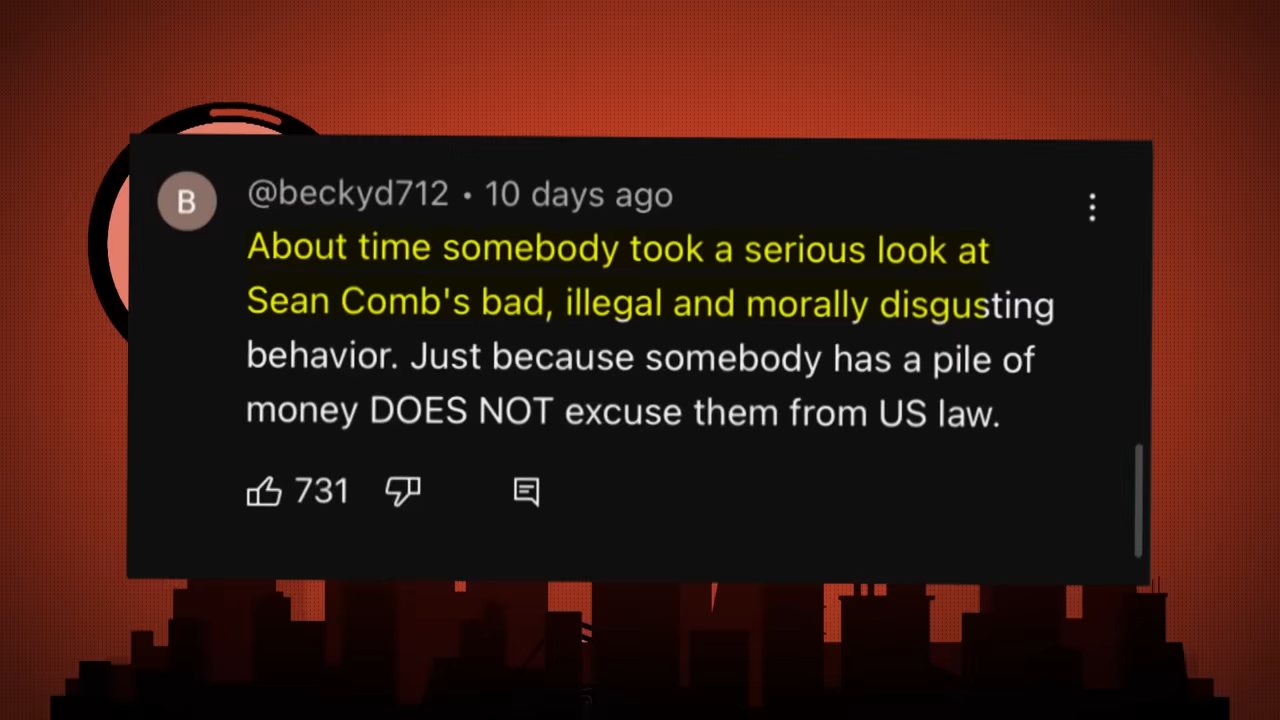 B
@beckyd712 • 10 days ago
About time somebody took a serious look at
Sean Comb's bad, illegal and morally disgusting
behavior. Just because somebody has a pile of
money DOES NOT excuse them from US law.
731